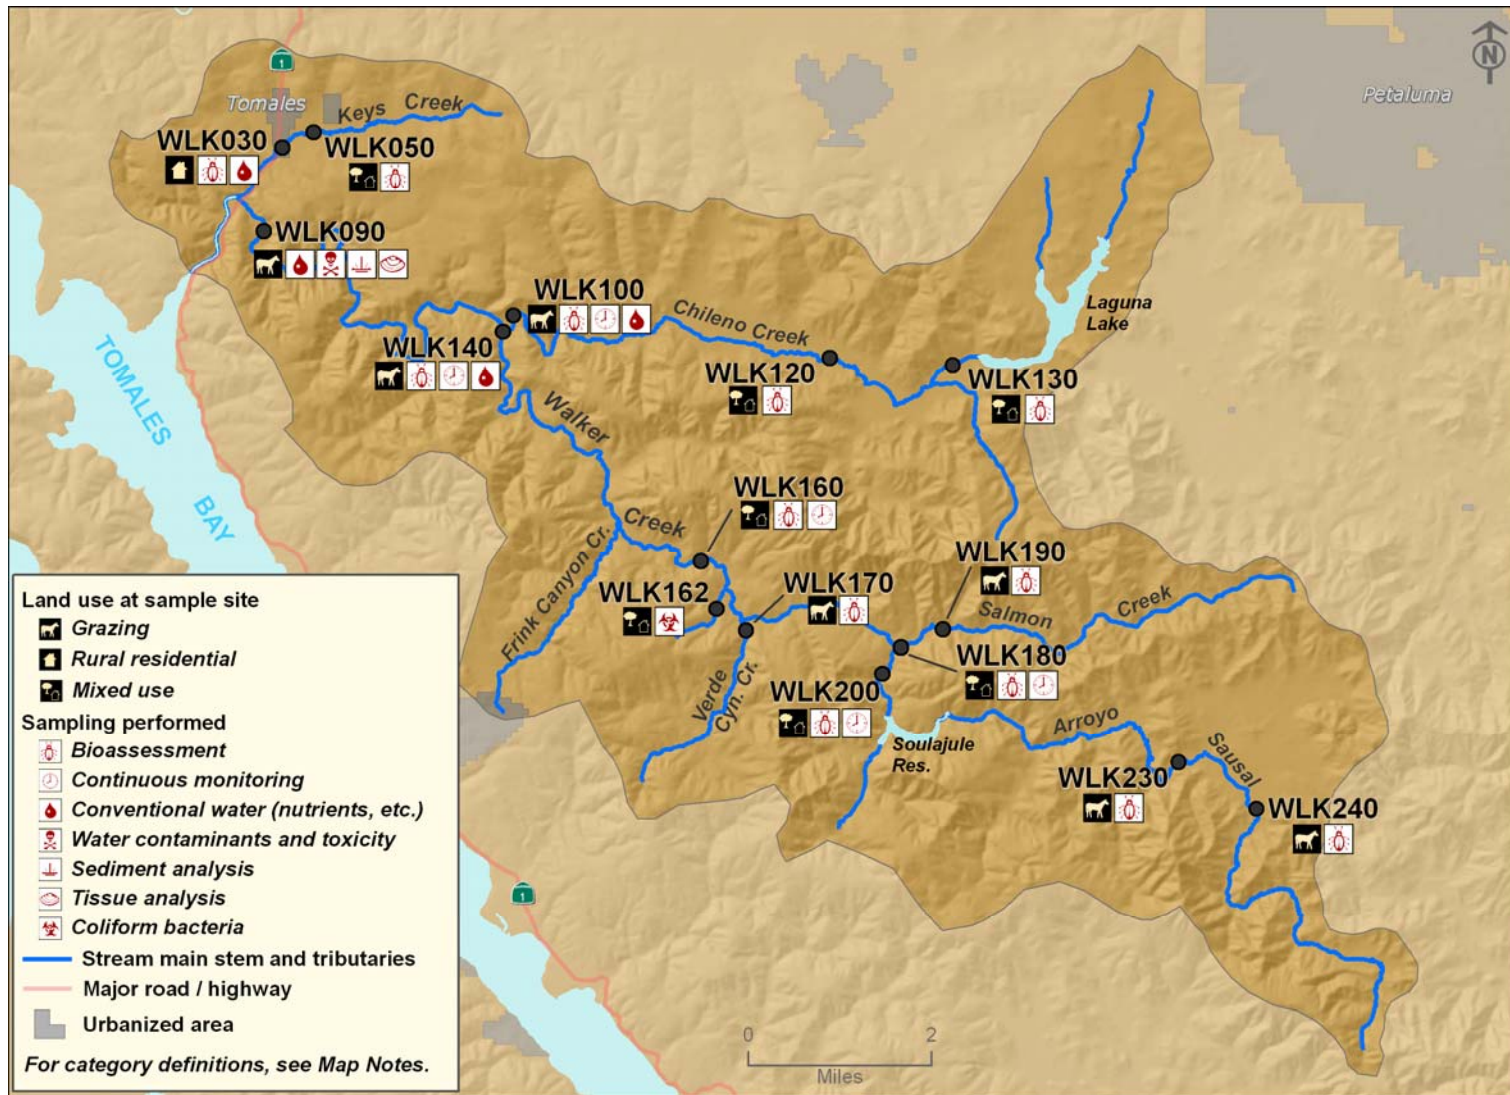 1
N
Tomales
Petaluma
Keys Creek
WLK030
WLK050
WLK090
WLK100
Chileno Creek
Laguna
Lake
WLK140
WLK120
WLK130
TOMALES
BAY
Walker
Creek
WLK160
WLK190
WLK162
WLK170
Frink Canyon Cr.
Salmon
Creek
WLK180
Verde
Cyn. Cr.
WLK200
Soulajule
Res.
Arroyo
Sausal
WLK230
WLK240
1
Land use at sample site
Grazing
Rural residential
Mixed use
Sampling performed
Bioassessment
Continuous monitoring
Conventional water (nutrients, etc.)
Water contaminants and toxicity
Sediment analysis
Tissue analysis
Coliform bacteria
Stream main stem and tributaries
Major road / highway
Urbanized area
For category definitions, see Map Notes.
0 2
Miles